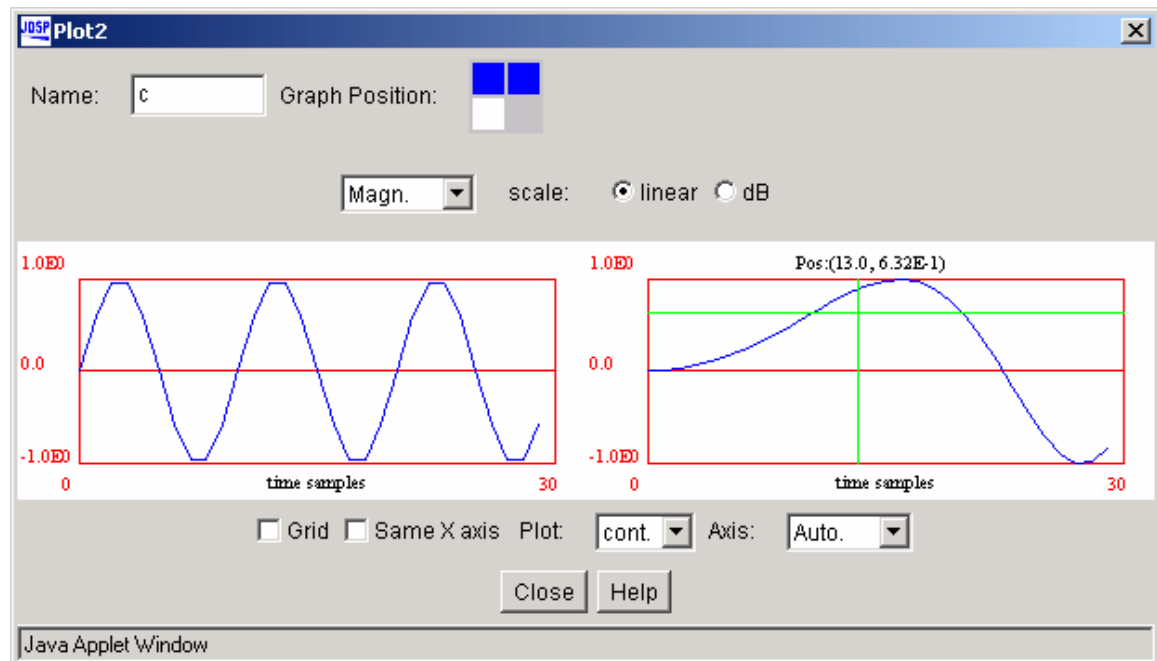 JDSP Plot2
Name: c Graph Position:
Magn. scale: linear dB
1.0E0
0.0
-1.0E0
0 time samples 30
1.0E0 Pos:(13.0, 6.32E-1)
0.0
-1.0E0
0 time samples 30
Grid Same X axis Plot: cont. Axis: Auto.
Close Help
Java Applet Window